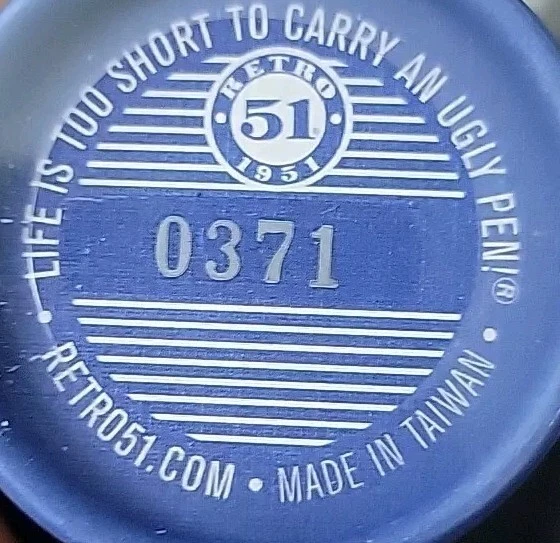 LIFE IS TOO SHORT TO CARRY AN UGLY PEN!®
RETRO
51
1951
0371
• RETRO51.COM • MADE IN TAIWAN •